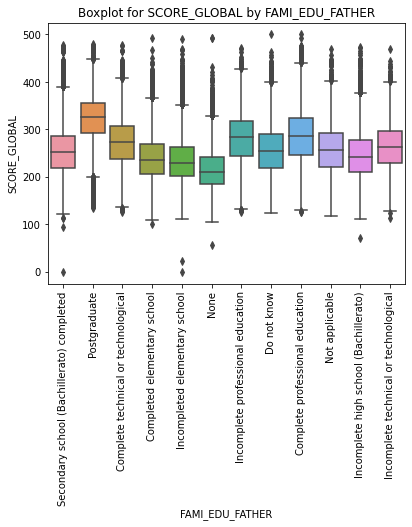 Boxplot for SCORE_GLOBAL by FAMI_EDU_FATHER
500
400
300
200
100
0
SCORE_GLOBAL
Secondary school (Bachillerato) completed
Postgraduate
Complete technical or technological
Completed elementary school
Incompleted elementary school
None
Incomplete professional education
Do not know
Complete professional education
Not applicable
Incomplete high school (Bachillerato)
Incomplete technical or technological
FAMI_EDU_FATHER